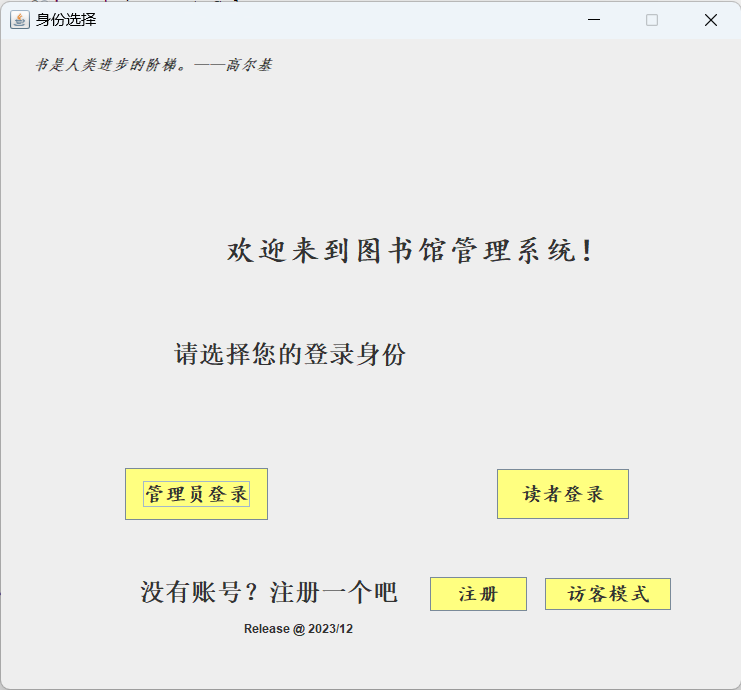 身份选择
书是人类进步的阶梯。——高尔基
欢迎来到图书馆管理系统！
请选择您的登录身份
管理员登录
读者登录
没有账号？注册一个吧
注册
访客模式
Release @ 2023/12